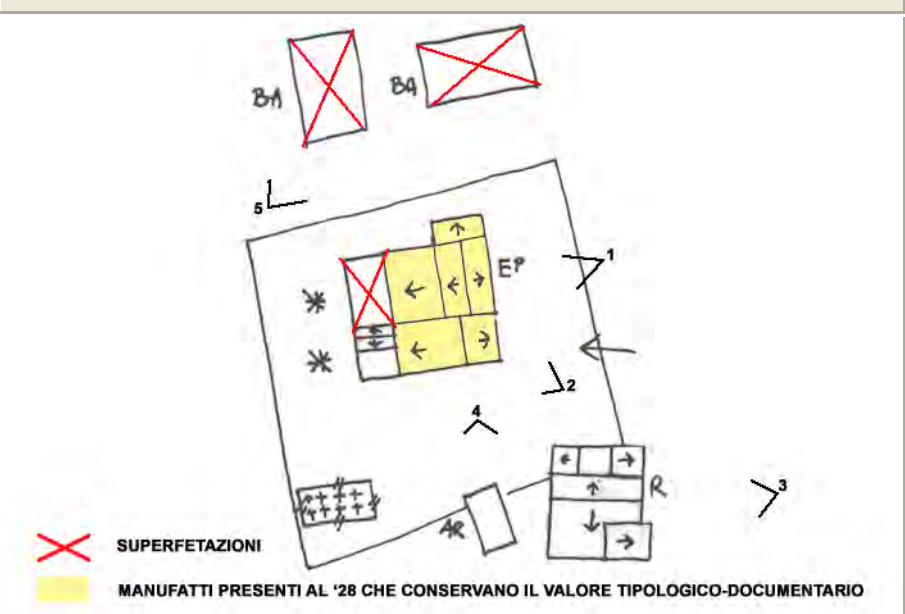 BA
BA
1
5
1
EP
2
4
3
R
AR
SUPERFETAZIONI
MANUFATTI PRESENTI AL '28 CHE CONSERVANO IL VALORE TIPOLOGICO-DOCUMENTARIO